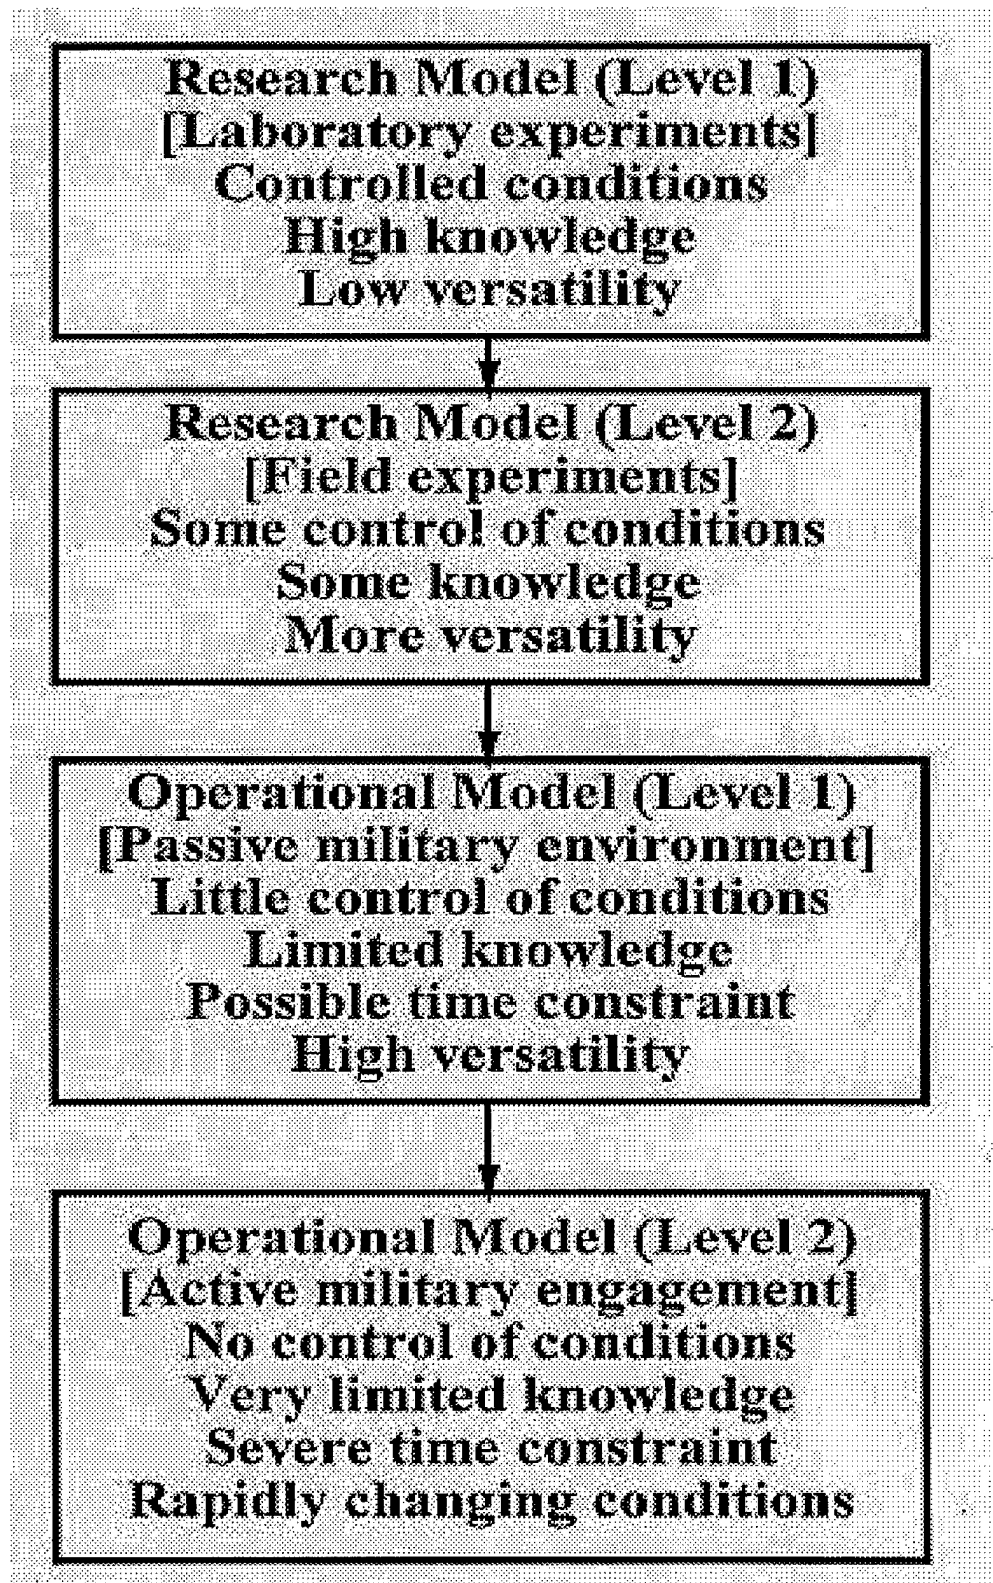 Research Model (Level 1)
[Laboratory experiments]
Controlled conditions
High knowledge
Low versatility
Research Model (Level 2)
[Field experiments]
Some control of conditions
Some knowledge
More versatility
Operational Model (Level 1)
[Passive military environment]
Little control of conditions
Limited knowledge
Possible time constraint
High versatility
Operational Model (Level 2)
[Active military engagement]
No control of conditions
Very limited knowledge
Severe time constraint
Rapidly changing conditions